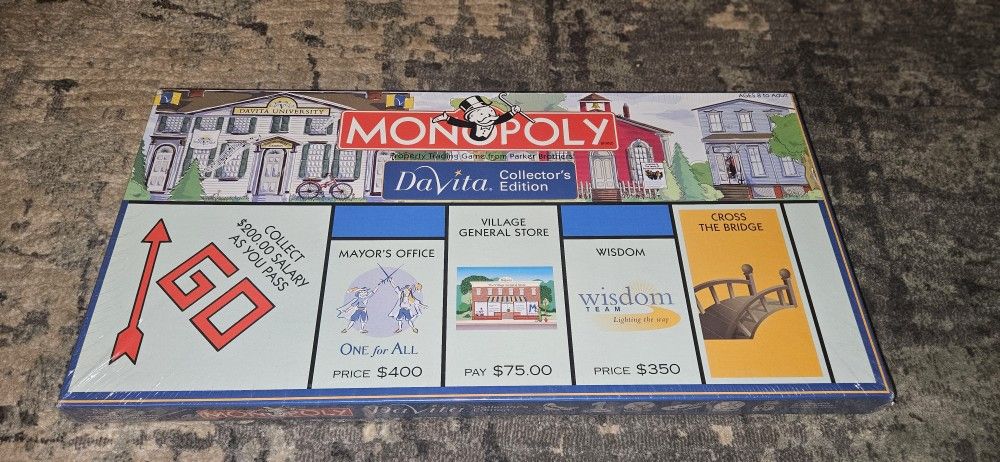 DAVITA UNIVERSITY
AGES 8 to Adult
MONOPOLY
Property Trading Game from Parker Brothers
DaVita. Collector's
Edition
COLLECT
$200.00 SALARY
AS YOU PASS
GO
MAYOR'S OFFICE
ONE for ALL
PRICE $400
VILLAGE
GENERAL STORE
PAY $75.00
WISDOM
wisdom
TEAM
Lighting the way
PRICE $350
CROSS
THE BRIDGE
MONOPOLY DaVita